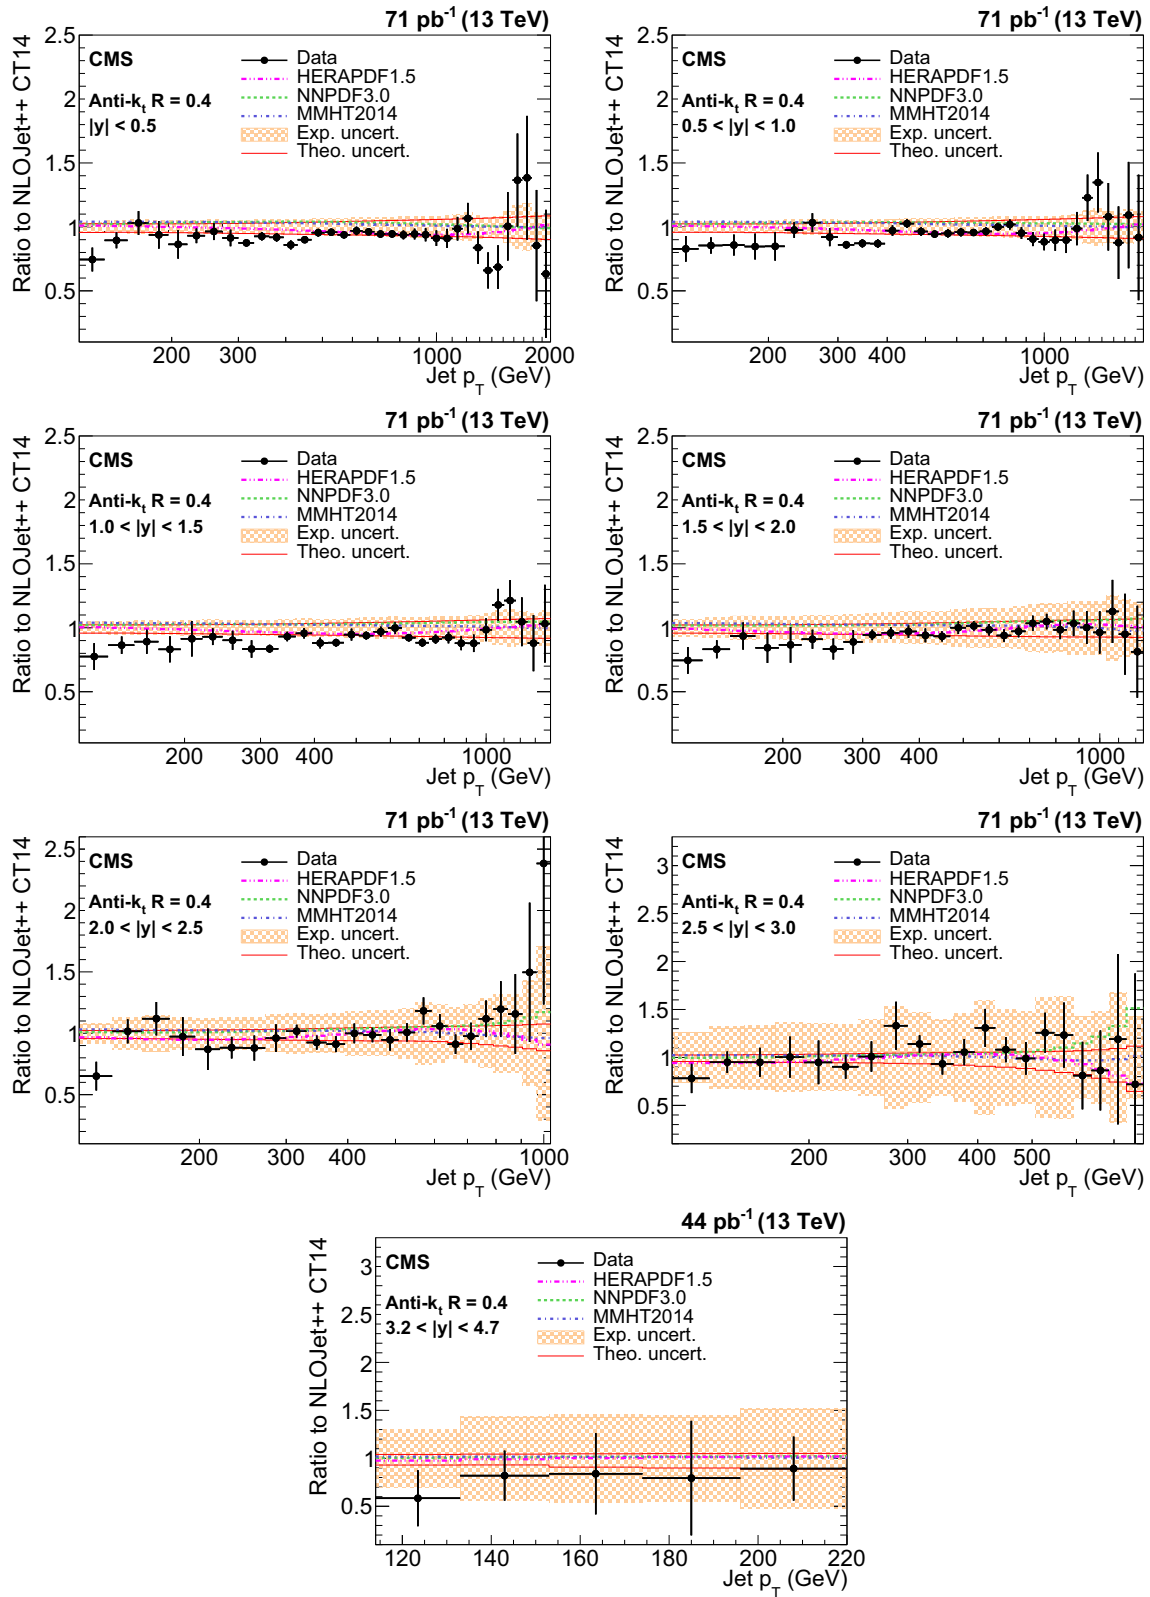 71 pb-1 (13 TeV)
Ratio to NLOJet++ CT14
CMS
Anti-kt R = 0.4
|y| < 0.5
Data
HERAPDF1.5
NNPDF3.0
MMHT2014
Exp. uncert.
Theo. uncert.
2.5
2
1.5
1
0.5
200 300 1000 2000
Jet pT (GeV)
71 pb-1 (13 TeV)
Ratio to NLOJet++ CT14
CMS
Anti-kt R = 0.4
0.5 < |y| < 1.0
Data
HERAPDF1.5
NNPDF3.0
MMHT2014
Exp. uncert.
Theo. uncert.
2.5
2
1.5
1
0.5
200 300 400 1000
Jet pT (GeV)
71 pb-1 (13 TeV)
Ratio to NLOJet++ CT14
CMS
Anti-kt R = 0.4
1.0 < |y| < 1.5
Data
HERAPDF1.5
NNPDF3.0
MMHT2014
Exp. uncert.
Theo. uncert.
2.5
2
1.5
1
0.5
200 300 400 1000
Jet pT (GeV)
71 pb-1 (13 TeV)
Ratio to NLOJet++ CT14
CMS
Anti-kt R = 0.4
1.5 < |y| < 2.0
Data
HERAPDF1.5
NNPDF3.0
MMHT2014
Exp. uncert.
Theo. uncert.
2.5
2
1.5
1
0.5
200 300 400 1000
Jet pT (GeV)
71 pb-1 (13 TeV)
Ratio to NLOJet++ CT14
CMS
Anti-kt R = 0.4
2.0 < |y| < 2.5
Data
HERAPDF1.5
NNPDF3.0
MMHT2014
Exp. uncert.
Theo. uncert.
2.5
2
1.5
1
0.5
200 300 400 1000
Jet pT (GeV)
71 pb-1 (13 TeV)
Ratio to NLOJet++ CT14
CMS
Anti-kt R = 0.4
2.5 < |y| < 3.0
Data
HERAPDF1.5
NNPDF3.0
MMHT2014
Exp. uncert.
Theo. uncert.
3
2.5
2
1.5
1
0.5
200 300 400 500
Jet pT (GeV)
44 pb-1 (13 TeV)
Ratio to NLOJet++ CT14
CMS
Anti-kt R = 0.4
3.2 < |y| < 4.7
Data
HERAPDF1.5
NNPDF3.0
MMHT2014
Exp. uncert.
Theo. uncert.
3
2.5
2
1.5
1
0.5
120 140 160 180 200 220
Jet pT (GeV)